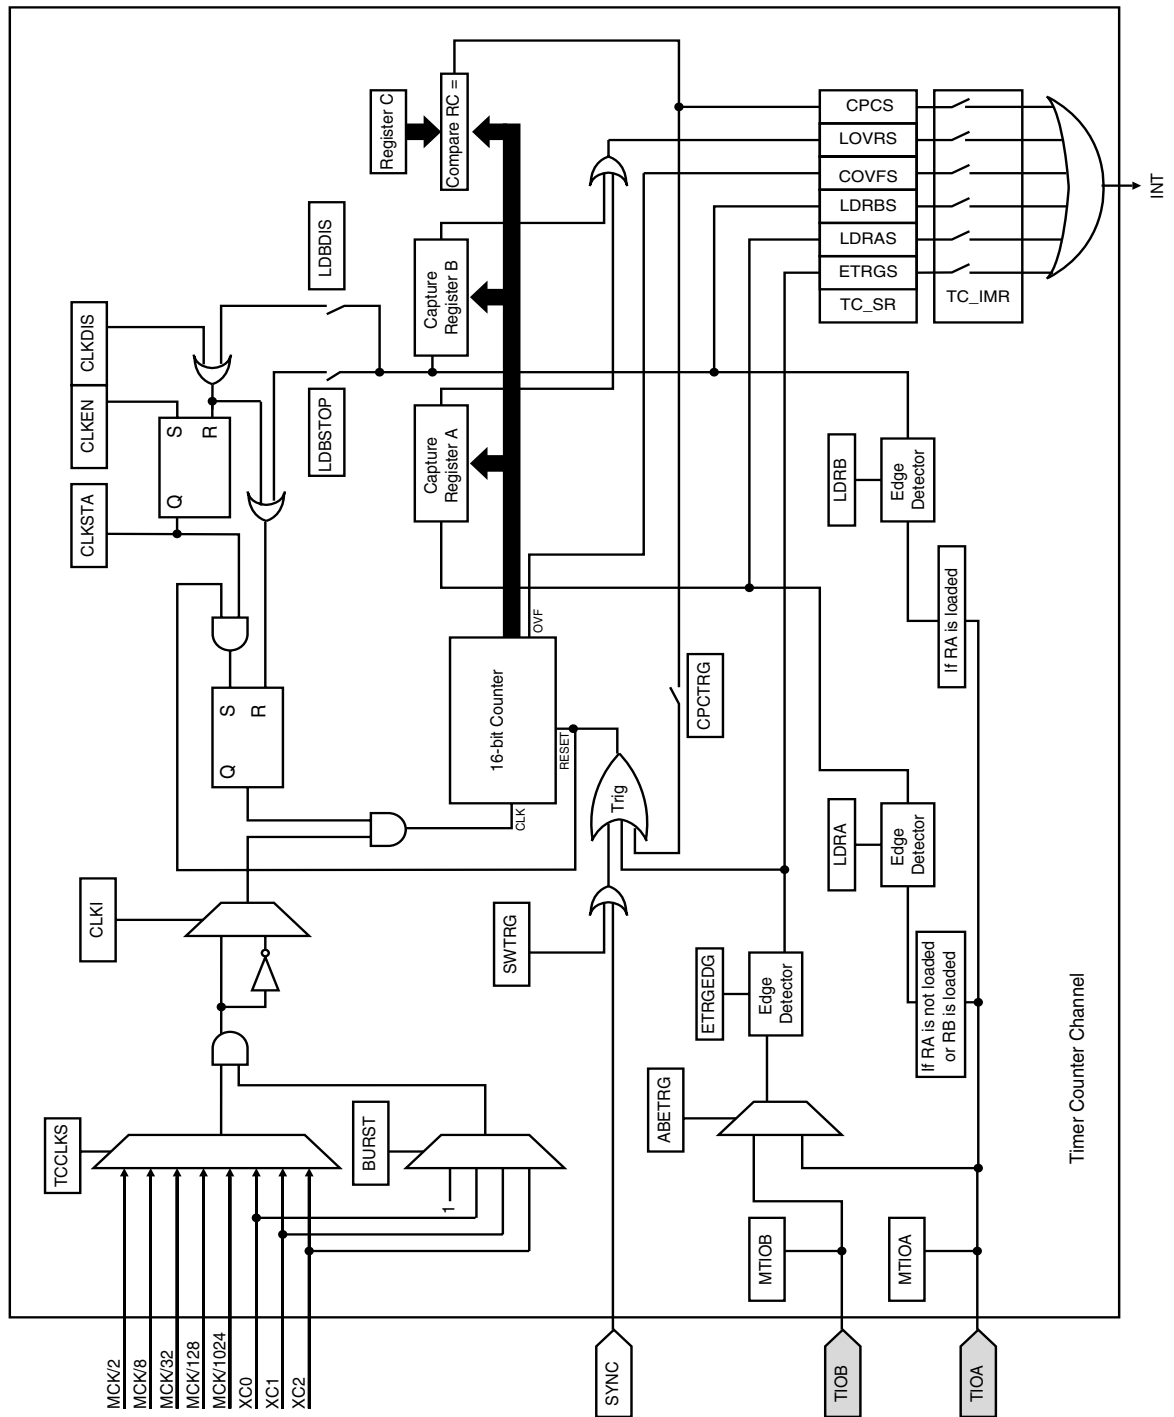 TCCLKS
MCK/2
MCK/8
MCK/32
MCK/128
MCK/1024
XC0
XC1
XC2
CLKI
CLKSTA
CLKEN
CLKDIS
Q
S
R
Q
S
R
BURST
1
LDBSTOP
LDBDIS
Register C
Capture
Register A
Capture
Register B
Compare RC =
16-bit Counter
CLK
OVF
RESET
SWTRG
Trig
CPCTRG
SYNC
ABETRG
ETRGEDG
Edge
Detector
MTIOB
TIOB
MTIOA
TIOA
LDRA
Edge
Detector
If RA is not loaded
or RB is loaded
LDRB
Edge
Detector
If RA is loaded
CPCS
LOVRS
COVFS
LDRBS
LDRAS
ETRGS
TC_SR
TC_IMR
INT
Timer Counter Channel